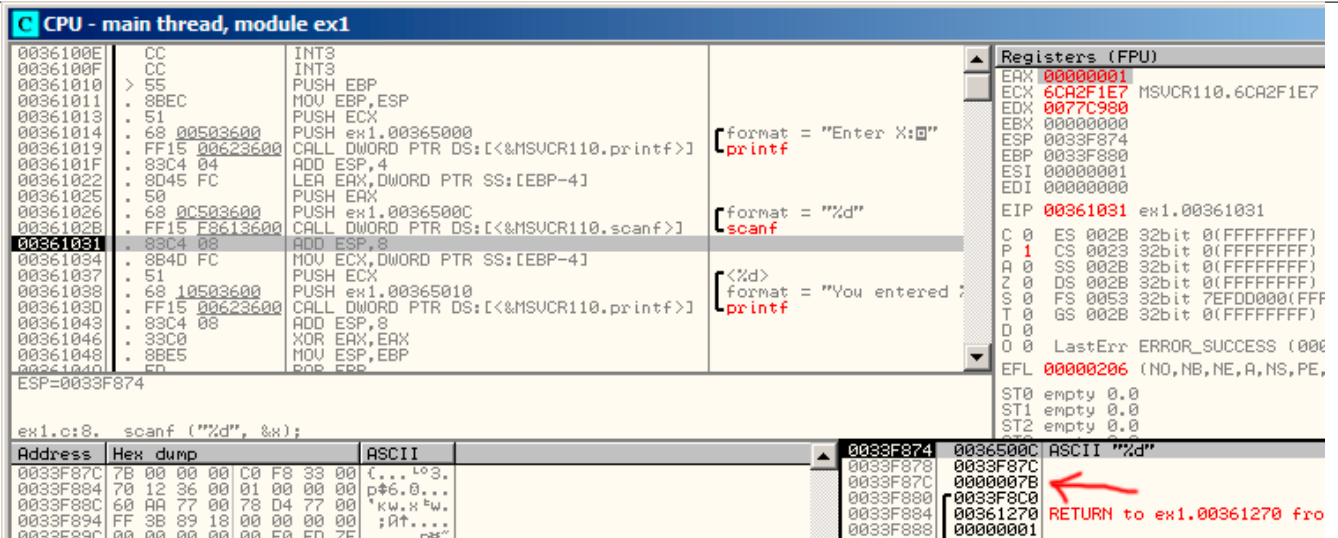 C CPU - main thread, module ex1
0036100E CC INT3
0036100F CC INT3
00361010 > 55 PUSH EBP
00361011 . 8BEC MOV EBP,ESP
00361013 . 51 PUSH ECX
00361014 . 68 00503600 PUSH ex1.00365000 format = "Enter X:"
00361019 . FF15 00623600 CALL DWORD PTR DS:[<&MSVCR110.printf>] printf
0036101F . 83C4 04 ADD ESP,4
00361022 . 8D45 FC LEA EAX,DWORD PTR SS:[EBP-4]
00361025 . 50 PUSH EAX
00361026 . 68 0C503600 PUSH ex1.0036500C format = "%d"
0036102B . FF15 F8613600 CALL DWORD PTR DS:[<&MSVCR110.scanf>] scanf
00361031 . 83C4 08 ADD ESP,8
00361034 . 8B4D FC MOV ECX,DWORD PTR SS:[EBP-4]
00361037 . 51 PUSH ECX <%d>
00361038 . 68 10503600 PUSH ex1.00365010 format = "You entered
0036103D . FF15 00623600 CALL DWORD PTR DS:[<&MSVCR110.printf>] printf
00361043 . 83C4 08 ADD ESP,8
00361046 . 33C0 XOR EAX,EAX
00361048 . 8BE5 MOV ESP,EBP
ESP=0033F874
ex1.c:8. scanf ("%d", &x);
Registers (FPU)
EAX 00000001
ECX 6CA2F1E7 MSVCR110.6CA2F1E7
EDX 0077C980
EBX 00000000
ESP 0033F874
EBP 0033F880
ESI 00000001
EDI 00000000
EIP 00361031 ex1.00361031
C 0 ES 002B 32bit 0(FFFFFFFF)
P 1 CS 0023 32bit 0(FFFFFFFF)
A 0 SS 002B 32bit 0(FFFFFFFF)
Z 0 DS 002B 32bit 0(FFFFFFFF)
S 0 FS 0053 32bit 7EFDD000(FFF
T 0 GS 002B 32bit 0(FFFFFFFF)
D 0
O 0 LastErr ERROR_SUCCESS (000
EFL 00000206 (NO,NB,NE,A,NS,PE,
ST0 empty 0.0
ST1 empty 0.0
ST2 empty 0.0
Address Hex dump ASCII
0033F87C 7B 00 00 00 C0 F8 33 00 {...└°3.
0033F884 70 12 36 00 01 00 00 00
0033F88C 60 AA 77 00 78 D4 77 00
0033F894 FF 3B 89 18 00 00 00 00
0033F89C 00 00 00 00 00 E0 FD 7E
0033F874 0036500C ASCII "%d"
0033F878 0033F87C
0033F87C 0000007B
0033F880 0033F8C0
0033F884 00361270 RETURN to ex1.00361270 fro
0033F888 00000001